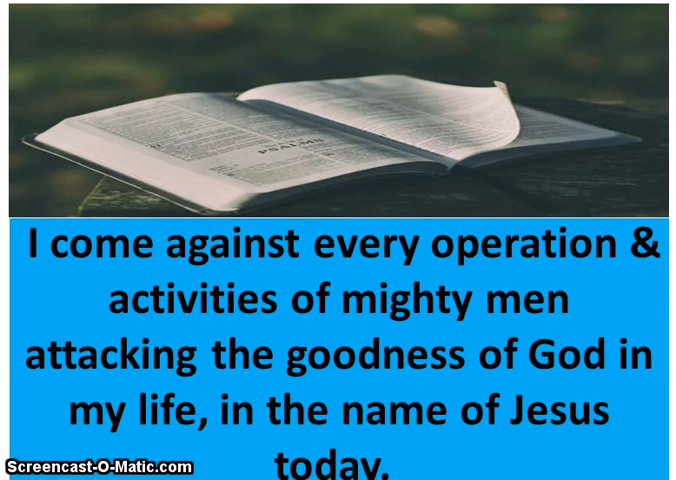 PSALMS
I come against every operation &
activities of mighty men
attacking the goodness of God in
my life, in the name of Jesus
today.
Screencast-O-Matic.com